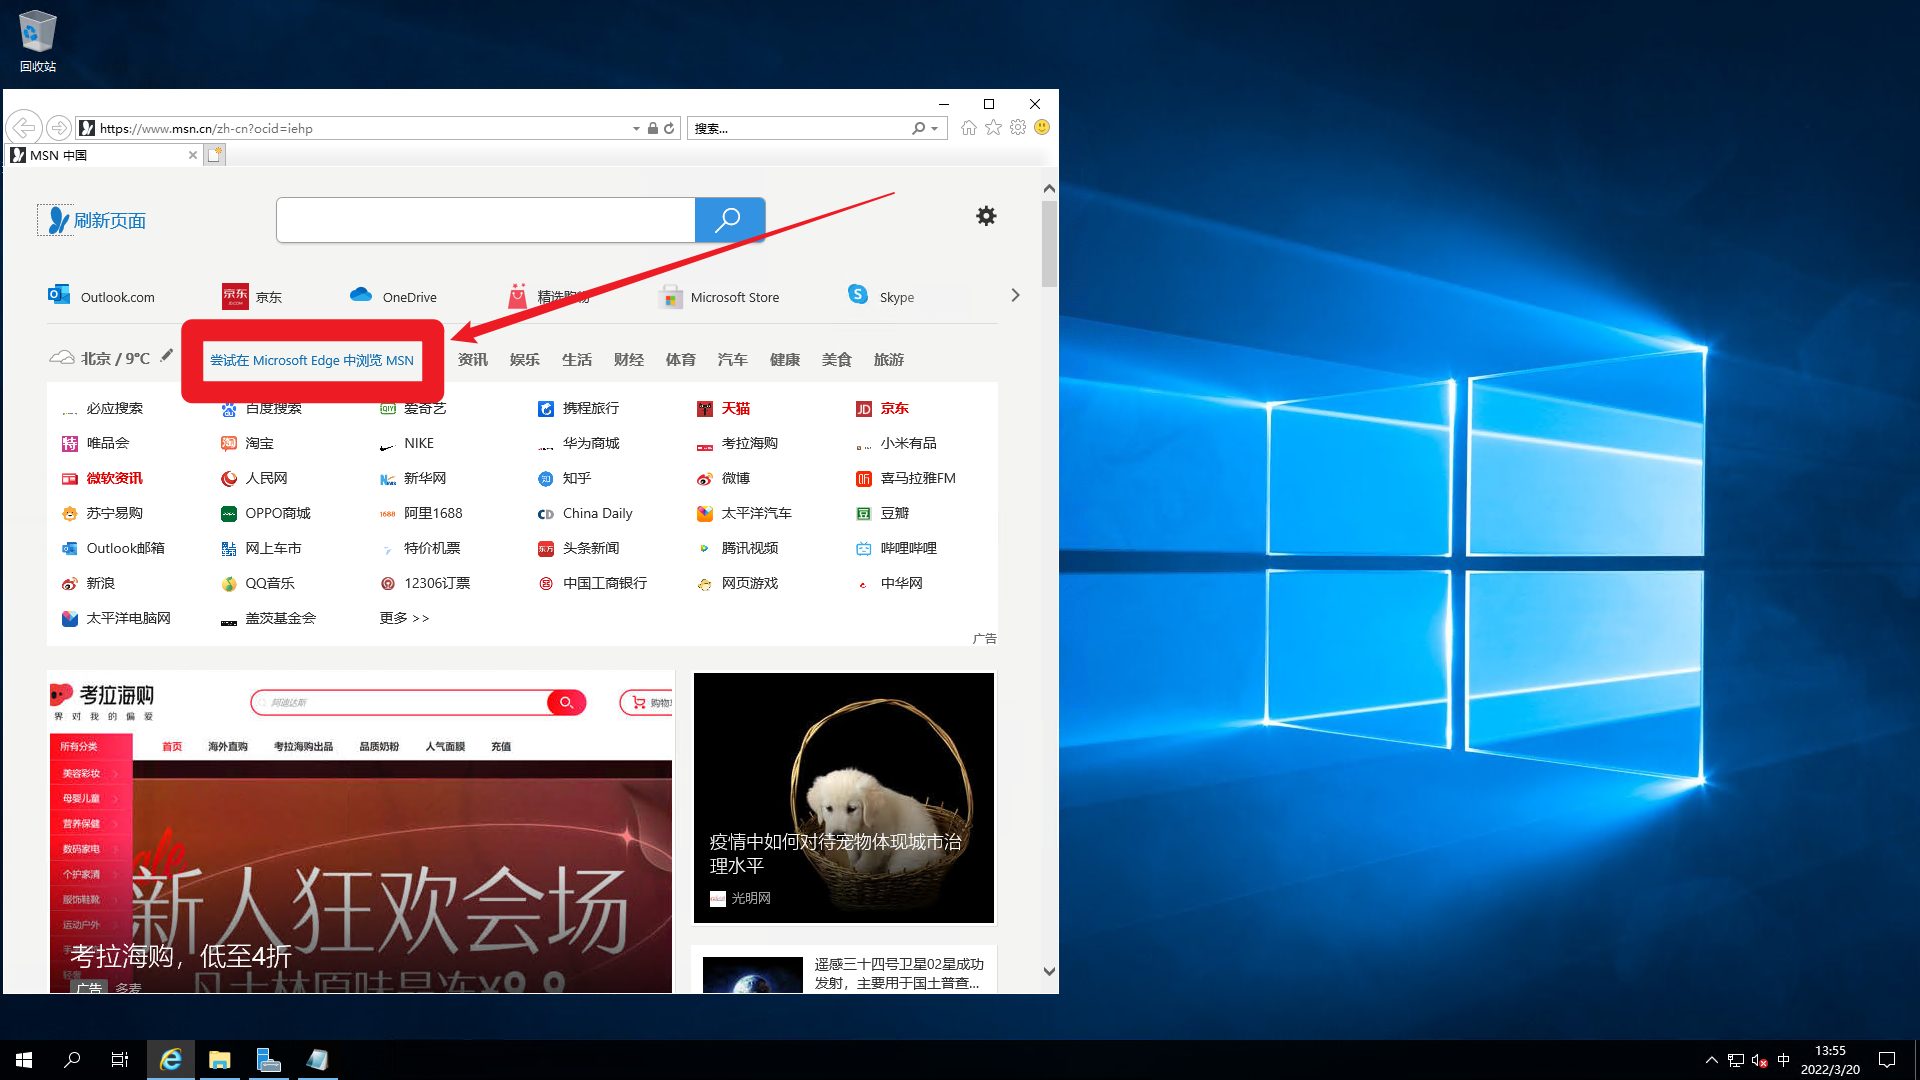 回收站
https://www.msn.cn/zh-cn?ocid=iehp
搜索...
MSN 中国
刷新页面
Outlook.com
京东
OneDrive
精选购物
Microsoft Store
Skype
北京 / 9°C
尝试在 Microsoft Edge 中浏览 MSN
资讯 娱乐 生活 财经 体育 汽车 健康 美食 旅游
必应搜索 百度搜索 爱奇艺 携程旅行 天猫 京东
唯品会 淘宝 NIKE 华为商城 考拉海购 小米有品
微软资讯 人民网 新华网 知乎 微博 喜马拉雅FM
苏宁易购 OPPO商城 阿里1688 China Daily 太平洋汽车 豆瓣
Outlook邮箱 网上车市 特价机票 头条新闻 腾讯视频 哔哩哔哩
新浪 QQ音乐 12306订票 中国工商银行 网页游戏 中华网
太平洋电脑网 盖茨基金会 更多 >>
广告
考拉海购
界 对 我 的 偏 爱
阿迪达斯
购物
所有分类 首页 海外直购 考拉海购出品 品质奶粉 人气面膜 充值
美容彩妆
母婴儿童
营养保健
数码家电
个护家清
服饰鞋靴
运动户外
新人狂欢会场
考拉海购，低至4折
广告 多麦
疫情中如何对待宠物体现城市治
理水平
光明网
遥感三十四号卫星02星成功
发射，主要用于国土普查...
中
13:55
2022/3/20